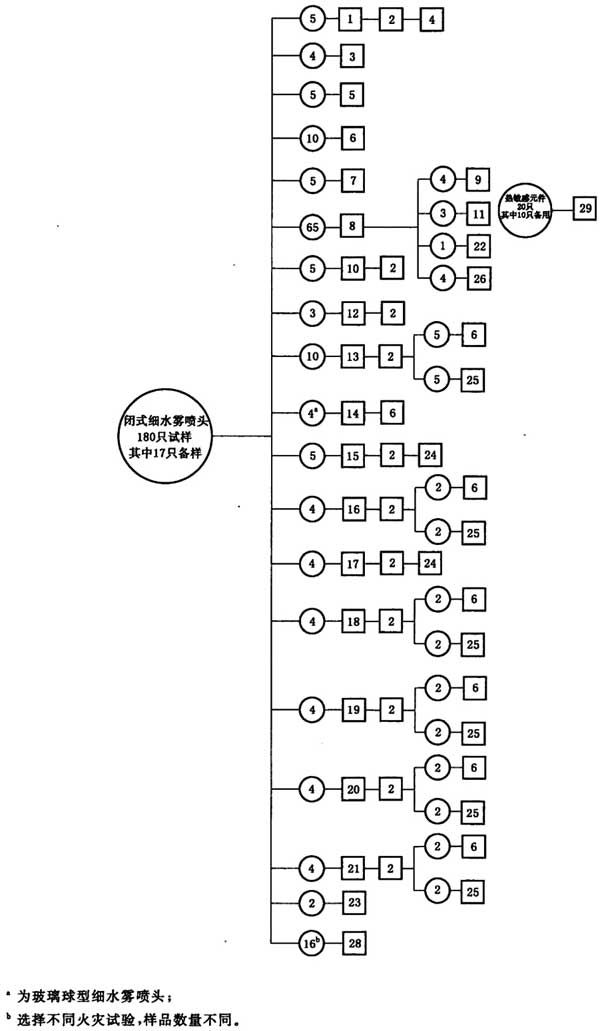 5 1 2 4
4 3
5 5
10 6
5 7
65 8
4 9
3 11
1 22
4 26
热敏感元件
20只
其中10只备用
29
5 10 2
3 12 2
10 13 2
5 6
5 25
闭式细水雾喷头
180只试样
其中17只备样
4ᵃ 14 6
5 15 2 24
4 16 2
2 6
2 25
4 17 2 24
4 18 2
2 6
2 25
4 19 2
2 6
2 25
4 20 2
2 6
2 25
4 21 2
2 6
2 25
2 23
16ᵇ 28
ᵃ 为玻璃球型细水雾喷头;
ᵇ 选择不同火灾试验,样品数量不同。